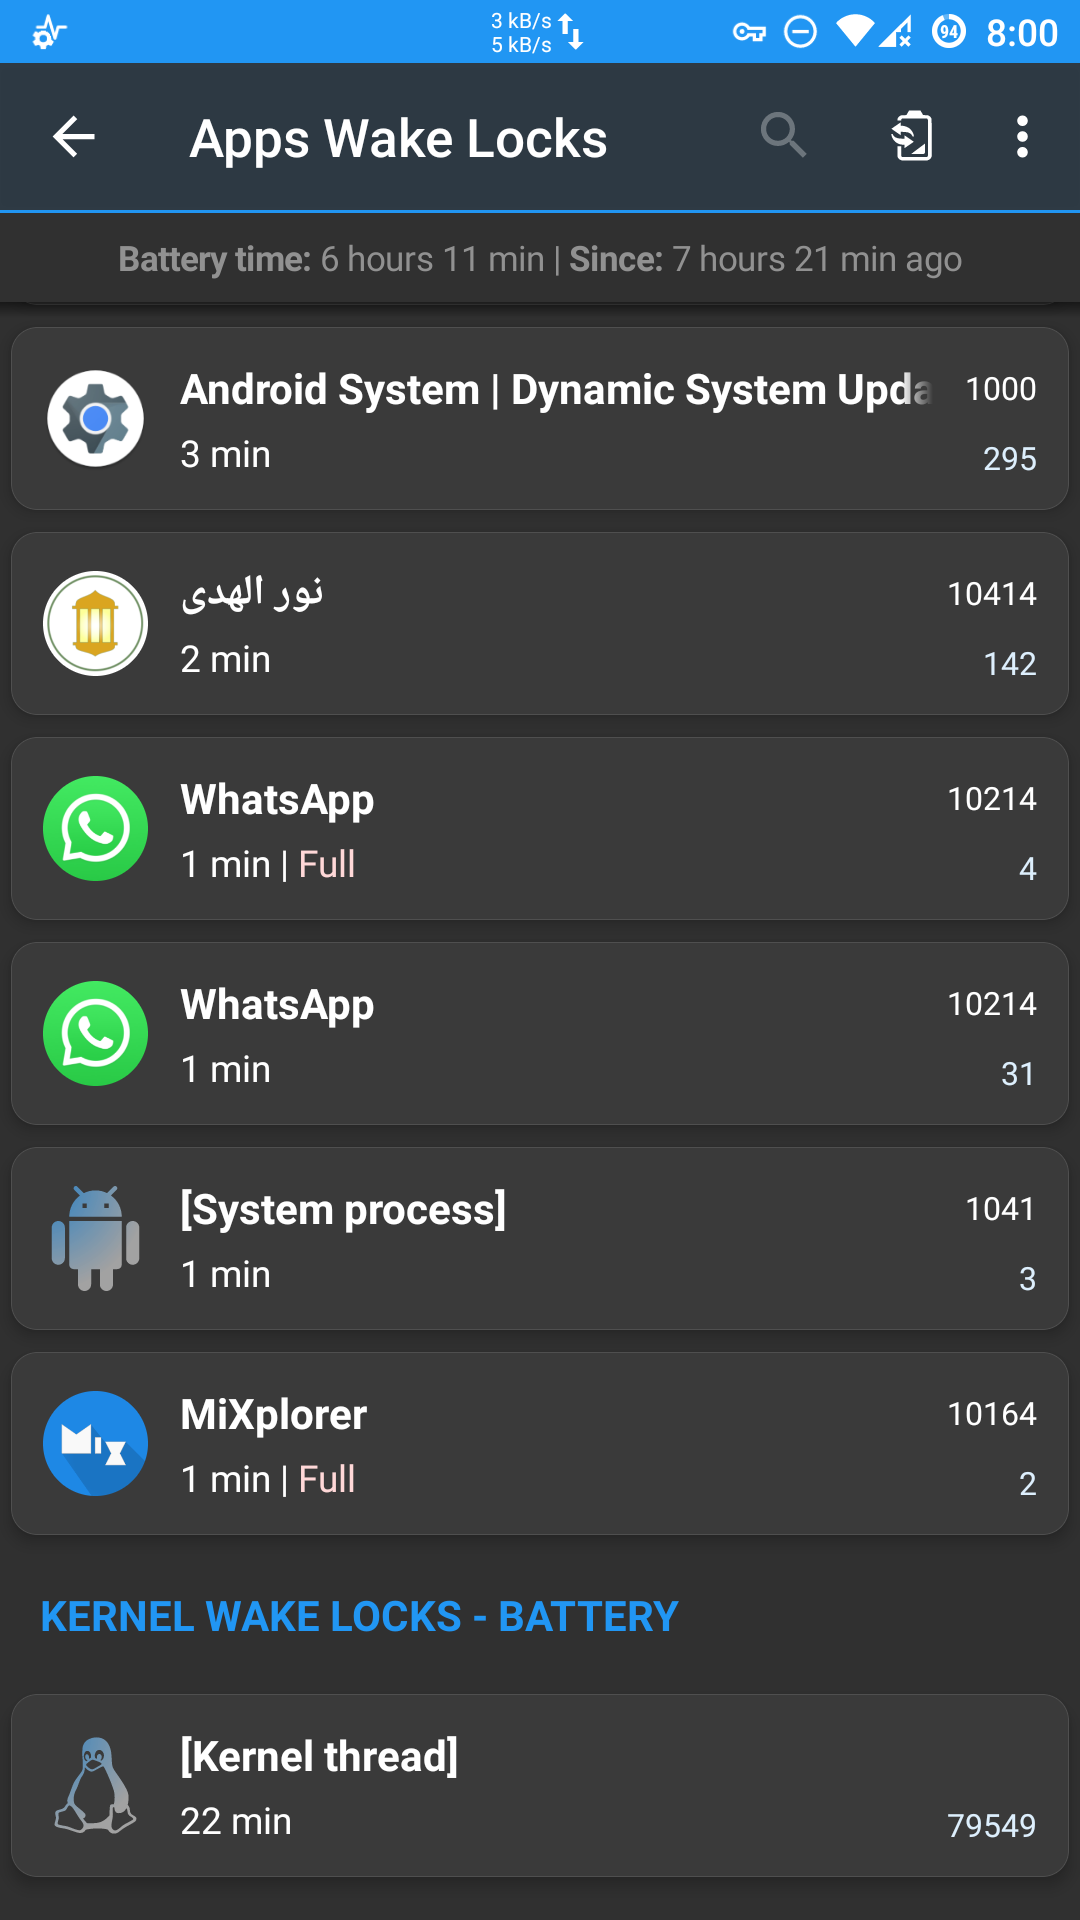 3 kB/s
5 kB/s
94
8:00
Apps Wake Locks
Battery time: 6 hours 11 min | Since: 7 hours 21 min ago
Android System | Dynamic System Upda 1000
3 min 295
نور الهدى 10414
2 min 142
WhatsApp 10214
1 min | Full 4
WhatsApp 10214
1 min 31
[System process] 1041
1 min 3
MiXplorer 10164
1 min | Full 2
KERNEL WAKE LOCKS - BATTERY
[Kernel thread]
22 min 79549